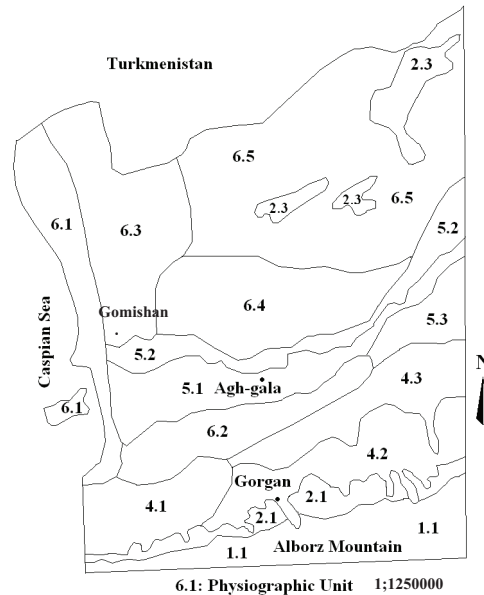 Turkmenistan
2.3
6.5
2.3
2.3
6.5
6.1
6.3
5.2
6.4
Gomishan
5.3
Caspian Sea
5.2
5.1
Agh-gala
4.3
6.1
6.2
4.2
Gorgan
4.1
2.1
2.1
1.1
1.1
Alborz Mountain
6.1: Physiographic Unit 1;1250000
N